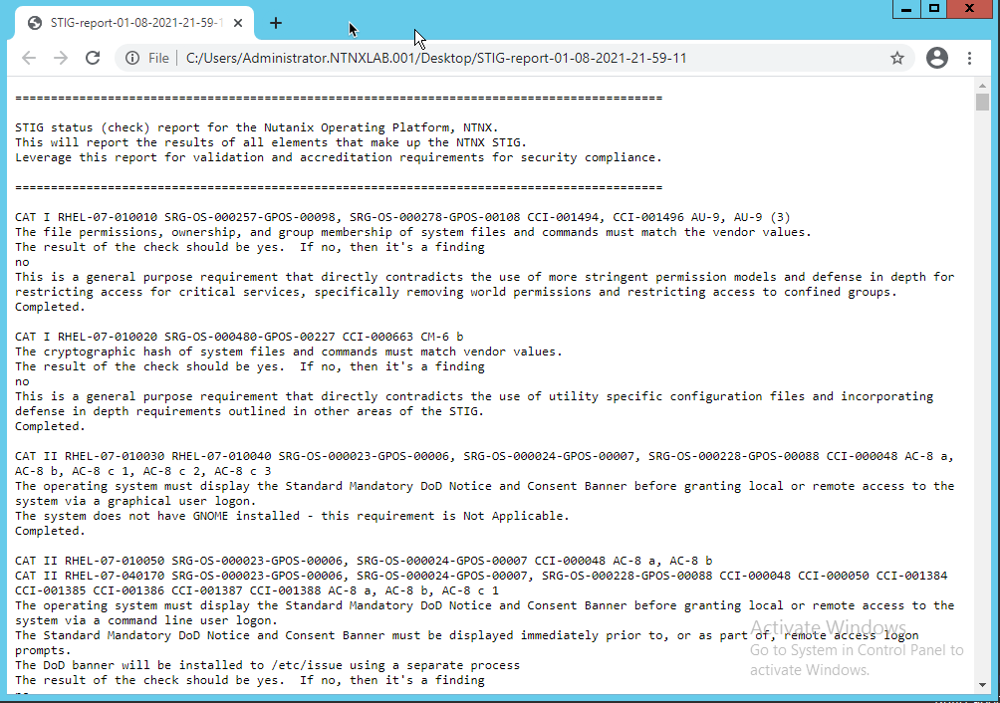 STIG-report-01-08-2021-21-59-1
File
C:/Users/Administrator.NTNXLAB.001/Desktop/STIG-report-01-08-2021-21-59-11
==========================================================================================
STIG status (check) report for the Nutanix Operating Platform, NTNX.
This will report the results of all elements that make up the NTNX STIG.
Leverage this report for validation and accreditation requirements for security compliance.
==========================================================================================
CAT I RHEL-07-010010 SRG-OS-000257-GPOS-00098, SRG-OS-000278-GPOS-00108 CCI-001494, CCI-001496 AU-9, AU-9 (3)
The file permissions, ownership, and group membership of system files and commands must match the vendor values.
The result of the check should be yes.  If no, then it's a finding
no
This is a general purpose requirement that directly contradicts the use of more stringent permission models and defense in depth for
restricting access for critical services, specifically removing world permissions and restricting access to confined groups.
Completed.
CAT I RHEL-07-010020 SRG-OS-000480-GPOS-00227 CCI-000663 CM-6 b
The cryptographic hash of system files and commands must match vendor values.
The result of the check should be yes.  If no, then it's a finding
no
This is a general purpose requirement that directly contradicts the use of utility specific configuration files and incorporating
defense in depth requirements outlined in other areas of the STIG.
Completed.
CAT II RHEL-07-010030 RHEL-07-010040 SRG-OS-000023-GPOS-00006, SRG-OS-000024-GPOS-00007, SRG-OS-000228-GPOS-00088 CCI-000048 AC-8 a,
AC-8 b, AC-8 c 1, AC-8 c 2, AC-8 c 3
The operating system must display the Standard Mandatory DoD Notice and Consent Banner before granting local or remote access to the
system via a graphical user logon.
The system does not have GNOME installed - this requirement is Not Applicable.
Completed.
CAT II RHEL-07-010050 SRG-OS-000023-GPOS-00006, SRG-OS-000024-GPOS-00007 CCI-000048 AC-8 a, AC-8 b
CAT II RHEL-07-040170 SRG-OS-000023-GPOS-00006, SRG-OS-000024-GPOS-00007, SRG-OS-000228-GPOS-00088 CCI-000048 CCI-000050 CCI-001384
CCI-001385 CCI-001386 CCI-001387 CCI-001388 AC-8 a, AC-8 b, AC-8 c 1
The operating system must display the Standard Mandatory DoD Notice and Consent Banner before granting local or remote access to the
system via a command line user logon.
The Standard Mandatory DoD Notice and Consent Banner must be displayed immediately prior to, or as part of, remote access logon
prompts.
The DoD banner will be installed to /etc/issue using a separate process
The result of the check should be yes.  If no, then it's a finding
Activate Windows
Go to System in Control Panel to
activate Windows.